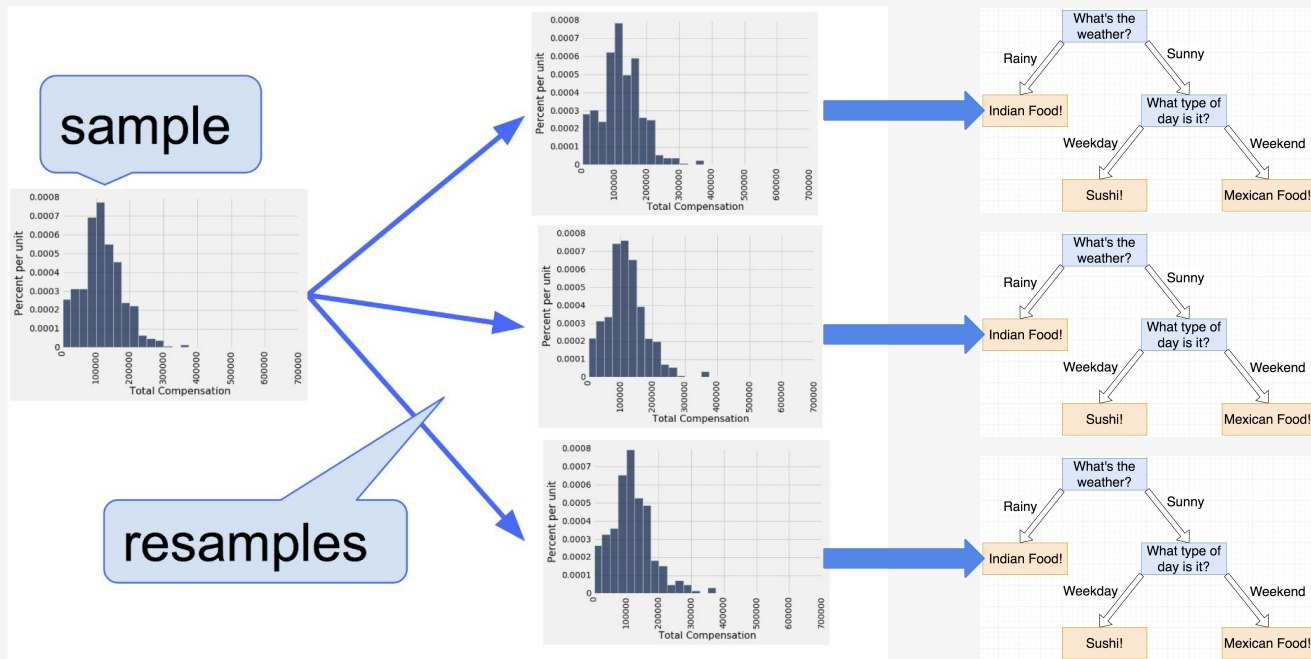 sample
0.0008
0.0007
0.0006
0.0005
0.0004
0.0003
0.0002
0.0001
0
Percent per unit
0
100000
200000
300000
400000
500000
600000
700000
Total Compensation
resamples
0.0008
0.0007
0.0006
0.0005
0.0004
0.0003
0.0002
0.0001
0
Percent per unit
0
100000
200000
300000
400000
500000
600000
700000
Total Compensation
0.0008
0.0007
0.0006
0.0005
0.0004
0.0003
0.0002
0.0001
0
Percent per unit
0
100000
200000
300000
400000
500000
600000
700000
Total Compensation
0.0008
0.0007
0.0006
0.0005
0.0004
0.0003
0.0002
0.0001
0
Percent per unit
0
100000
200000
300000
400000
500000
600000
700000
Total Compensation
What's the
weather?
Rainy
Sunny
Indian Food!
What type of
day is it?
Weekday
Weekend
Sushi!
Mexican Food!
What's the
weather?
Rainy
Sunny
Indian Food!
What type of
day is it?
Weekday
Weekend
Sushi!
Mexican Food!
What's the
weather?
Rainy
Sunny
Indian Food!
What type of
day is it?
Weekday
Weekend
Sushi!
Mexican Food!